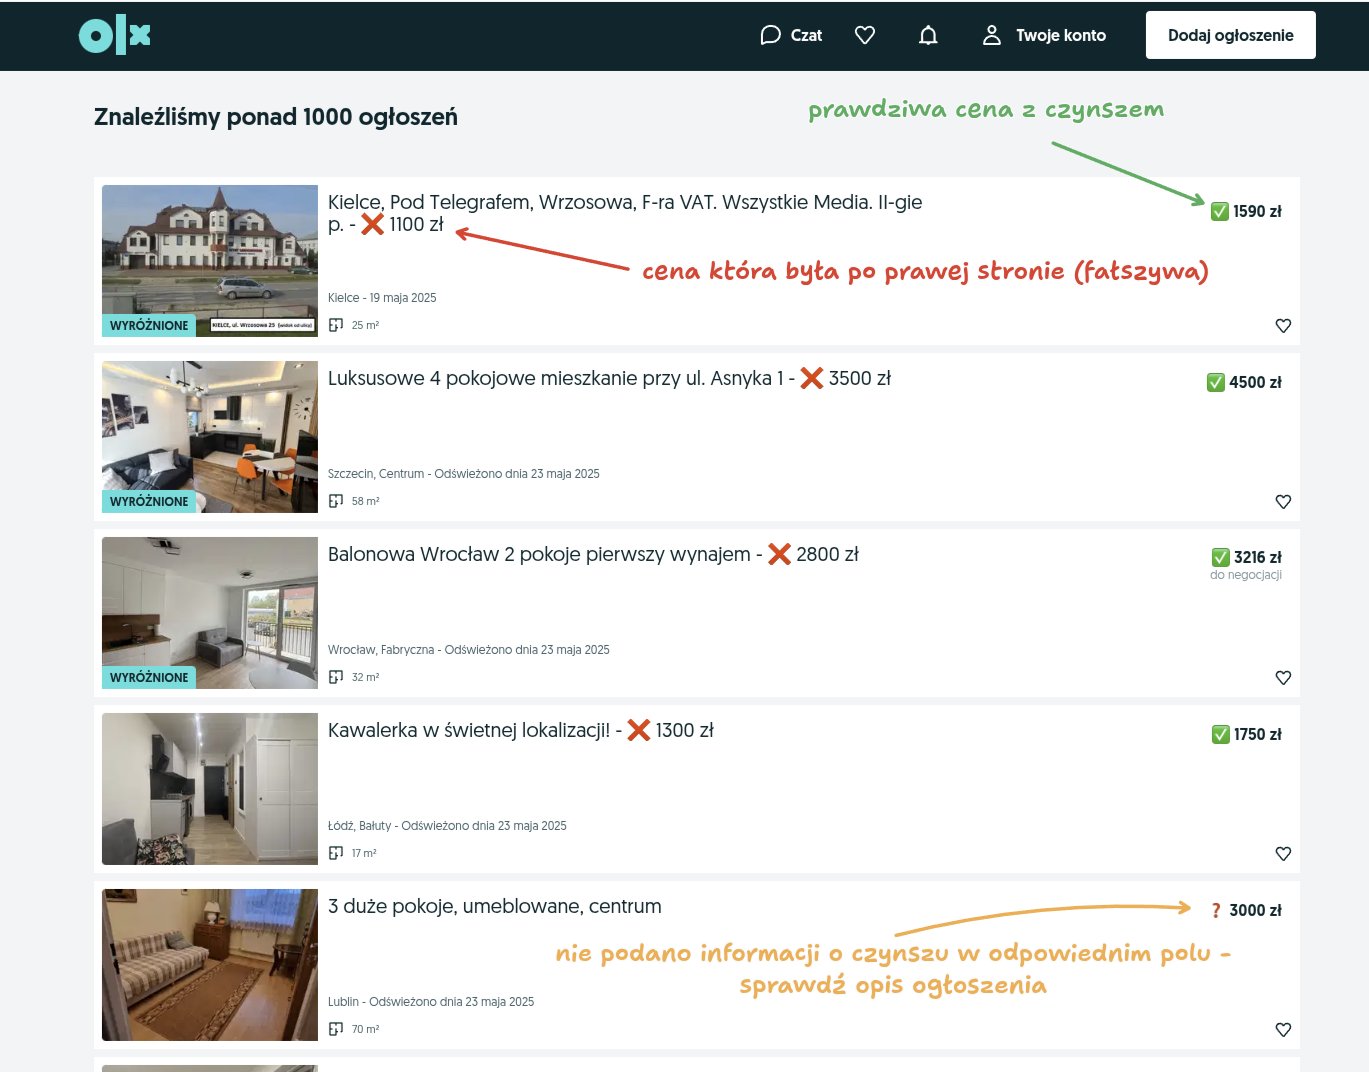 olx
Czat
Twoje konto
Dodaj ogłoszenie
Znaleźliśmy ponad 1000 ogłoszeń
prawdziwa cena z czynszem
Kielce, Pod Telegrafem, Wrzosowa, F-ra VAT. Wszystkie Media. II-gie
p. - ❌ 1100 zł
✅ 1590 zł
cena która była po prawej stronie (fałszywa)
Kielce - 19 maja 2025
WYRÓŻNIONE
KIELCE, ul. Wrzosowa 25 (widok od ulicy)
25 m²
Luksusowe 4 pokojowe mieszkanie przy ul. Asnyka 1 - ❌ 3500 zł
✅ 4500 zł
Szczecin, Centrum - Odświeżono dnia 23 maja 2025
WYRÓŻNIONE
58 m²
Balonowa Wrocław 2 pokoje pierwszy wynajem - ❌ 2800 zł
✅ 3216 zł
do negocjacji
Wrocław, Fabryczna - Odświeżono dnia 23 maja 2025
WYRÓŻNIONE
32 m²
Kawalerka w świetnej lokalizacji! - ❌ 1300 zł
✅ 1750 zł
Łódź, Bałuty - Odświeżono dnia 23 maja 2025
17 m²
3 duże pokoje, umeblowane, centrum
❓ 3000 zł
nie podano informacji o czynszu w odpowiednim polu -
sprawdź opis ogłoszenia
Lublin - Odświeżono dnia 23 maja 2025
70 m²